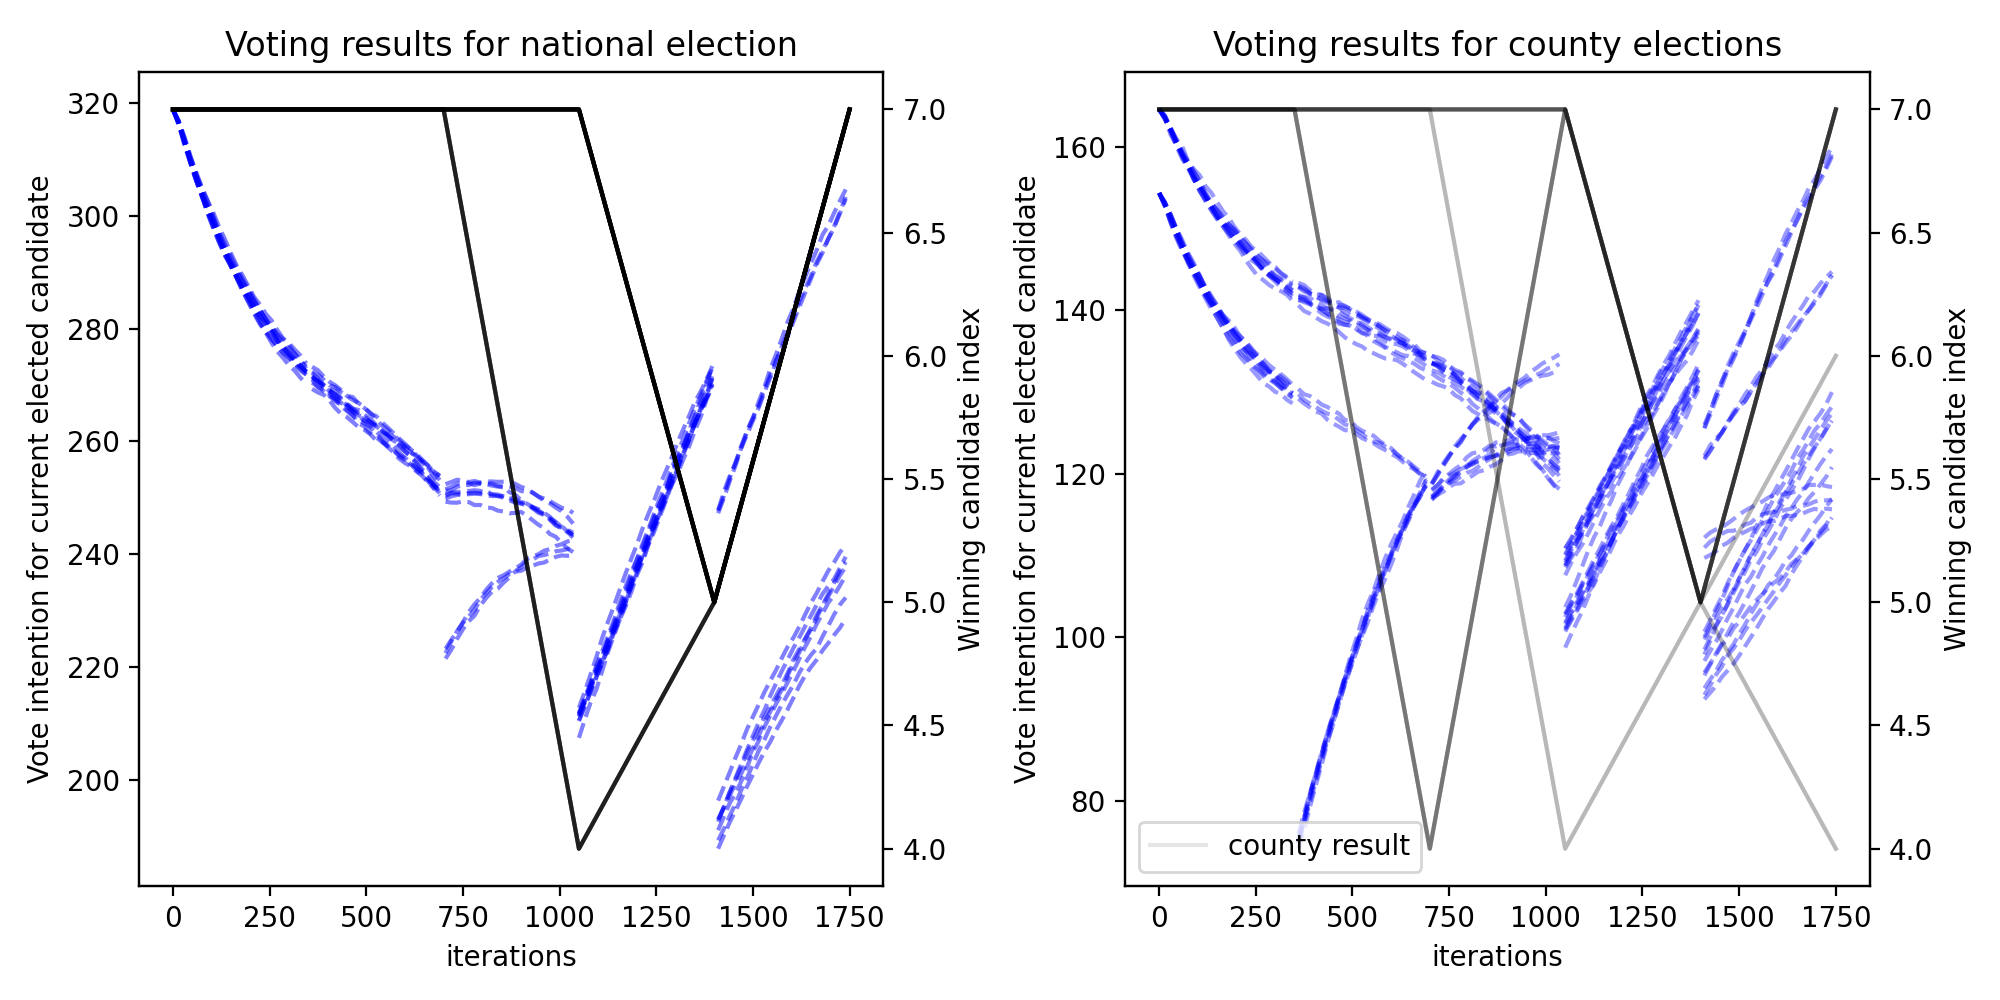 Voting results for national election
320
300
280
260
240
220
200
Vote intention for current elected candidate
7.0
6.5
6.0
5.5
5.0
4.5
4.0
Winning candidate index
0 250 500 750 1000 1250 1500 1750
iterations
Voting results for county elections
160
140
120
100
80
Vote intention for current elected candidate
7.0
6.5
6.0
5.5
5.0
4.5
4.0
Winning candidate index
county result
0 250 500 750 1000 1250 1500 1750
iterations